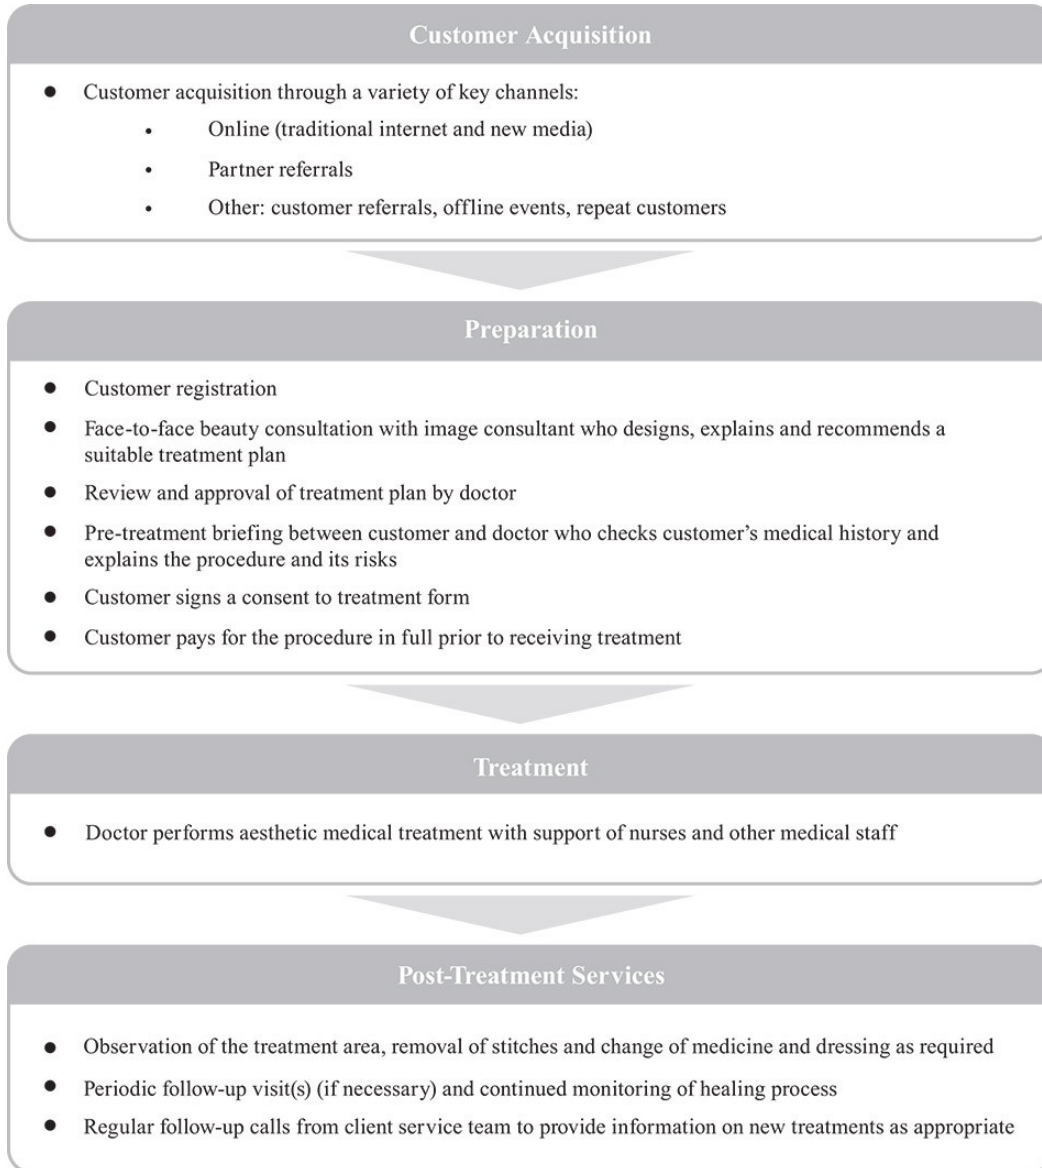 Customer Acquisition
● Customer acquisition through a variety of key channels:
• Online (traditional internet and new media)
• Partner referrals
• Other: customer referrals, offline events, repeat customers
Preparation
● Customer registration
● Face-to-face beauty consultation with image consultant who designs, explains and recommends a
suitable treatment plan
● Review and approval of treatment plan by doctor
● Pre-treatment briefing between customer and doctor who checks customer’s medical history and
explains the procedure and its risks
● Customer signs a consent to treatment form
● Customer pays for the procedure in full prior to receiving treatment
Treatment
● Doctor performs aesthetic medical treatment with support of nurses and other medical staff
Post-Treatment Services
● Observation of the treatment area, removal of stitches and change of medicine and dressing as required
● Periodic follow-up visit(s) (if necessary) and continued monitoring of healing process
● Regular follow-up calls from client service team to provide information on new treatments as appropriate